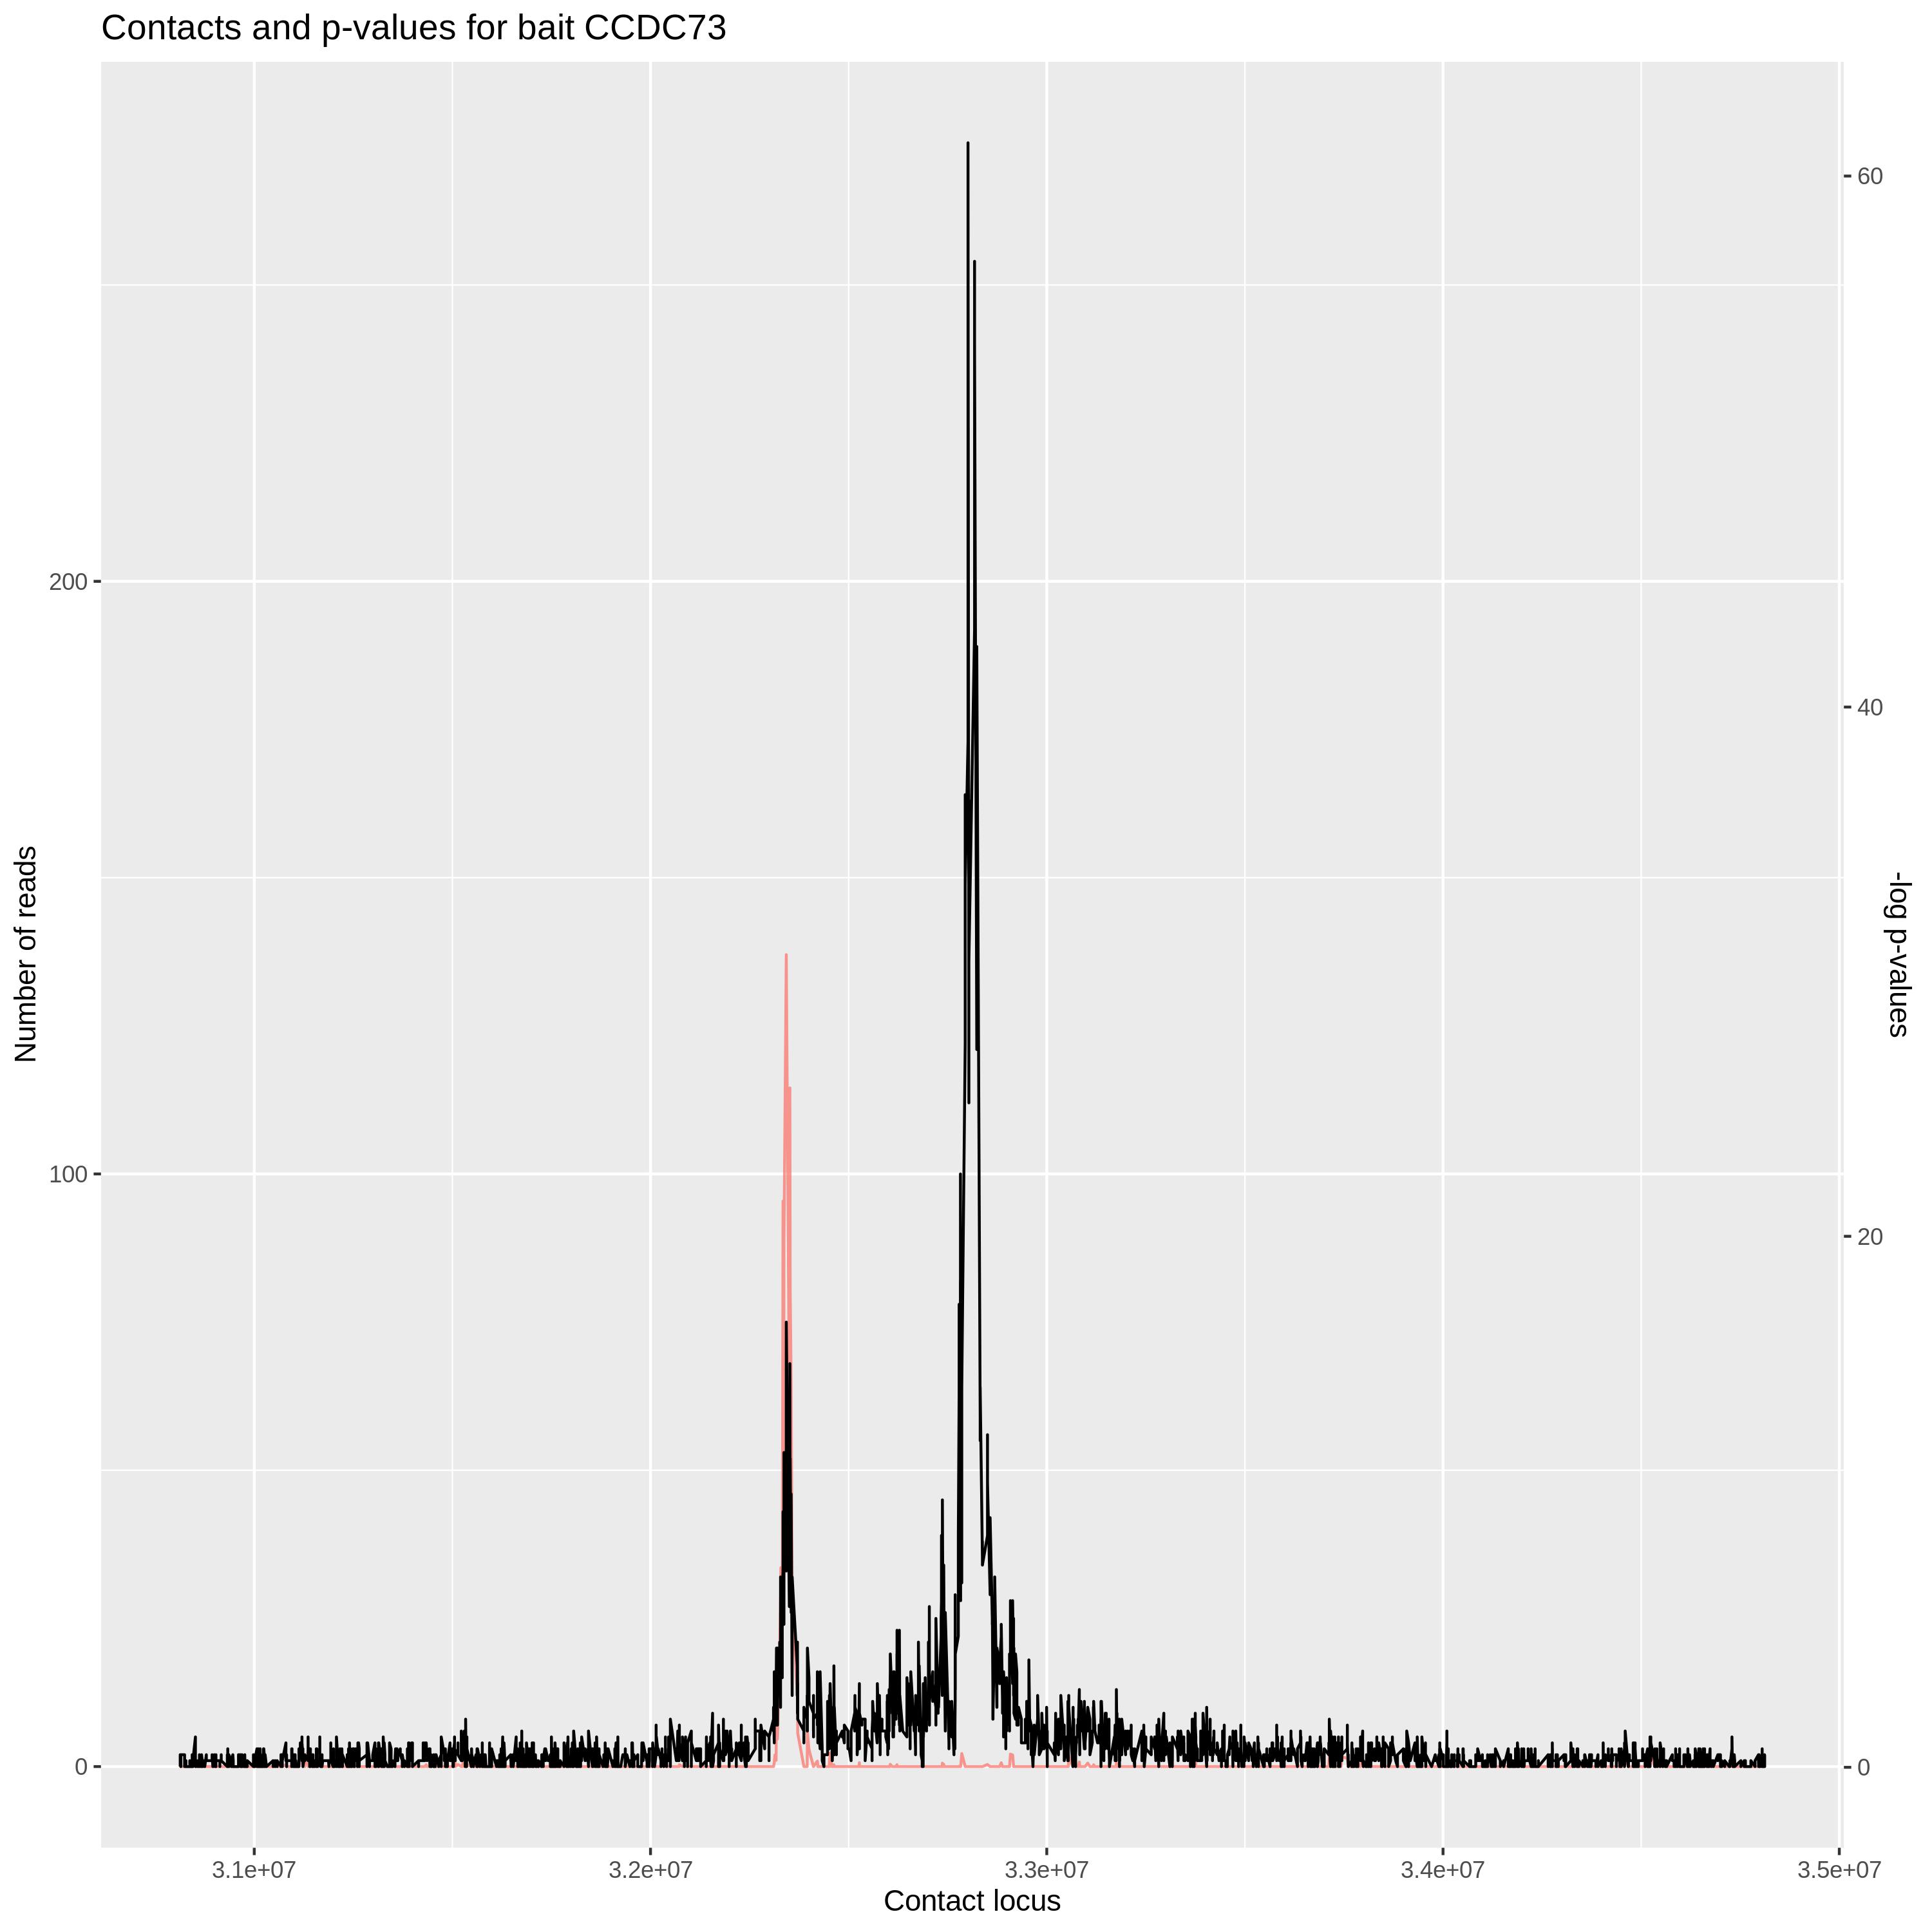 Contacts and p-values for bait CCDC73
Number of reads
200
100
0
60
40
20
0
-log p-values
3.1e+07
3.2e+07
3.3e+07
3.4e+07
3.5e+07
Contact locus